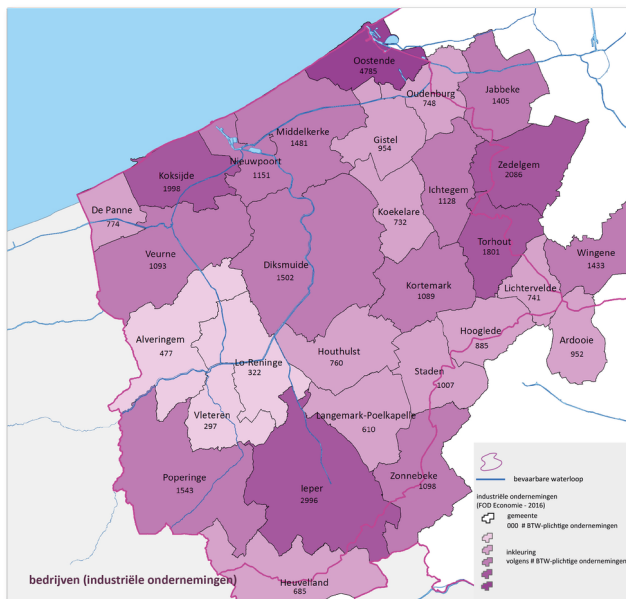 Oostende
4785
Oudenburg
748
Jabbeke
1405
Middelkerke
1481
Gistel
954
Nieuwpoort
1151
Koksijde
1998
Zedelgem
2086
Ichtegem
1128
De Panne
774
Koekelare
732
Torhout
1801
Veurne
1093
Diksmuide
1502
Wingene
1433
Kortemark
1089
Lichtervelde
741
Hooglede
885
Ardooie
952
Alveringem
477
Lo-Reninge
322
Houthulst
760
Staden
1007
Vleteren
297
Langemark-Poelkapelle
610
Poperinge
1543
Ieper
2996
Zonnebeke
1098
Heuvelland
685
bedrijven (industriële ondernemingen)
bevaarbare waterloop
industriële ondernemingen
(FOD Economie - 2016)
gemeente
000 # BTW-plichtige ondernemingen
inkleuring
volgens # BTW-plichtige ondernemingen